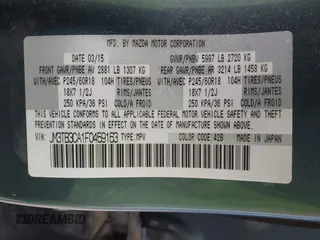 MFD. BY MAZDA MOTOR CORPORATION
DATE 03/15 GVWR/PNBV 5997 LB 2720 KG
FRONT GAWR/PNBE AV 2881 LB 1307 KG REAR GAWR/PNBE AR 3214 LB 1458 KG
WITH/AVEC P245/60R18 104H TIRES/PNEUS WITH/AVEC P245/60R18 104H TIRES/PNEUS
18X7 1/2J RIMS/JANTES 18X7 1/2J RIMS/JANTES
250 KPA/36 PSI COLD/A FROID 250 KPA/36 PSI COLD/A FROID
THIS VEHICLE CONFORMS TO ALL APPLICABLE FEDERAL MOTOR VEHICLE SAFETY, BUMPER, AND THEFT PREVENTION STANDARDS IN EFFECT ON THE DATE OF MANUFACTURE SHOWN ABOVE.
VIN: JM3TB3CA1F0459163 TYPE:MPV COLOR CODE:42B MADE IN JAPAN
© DREAMBID